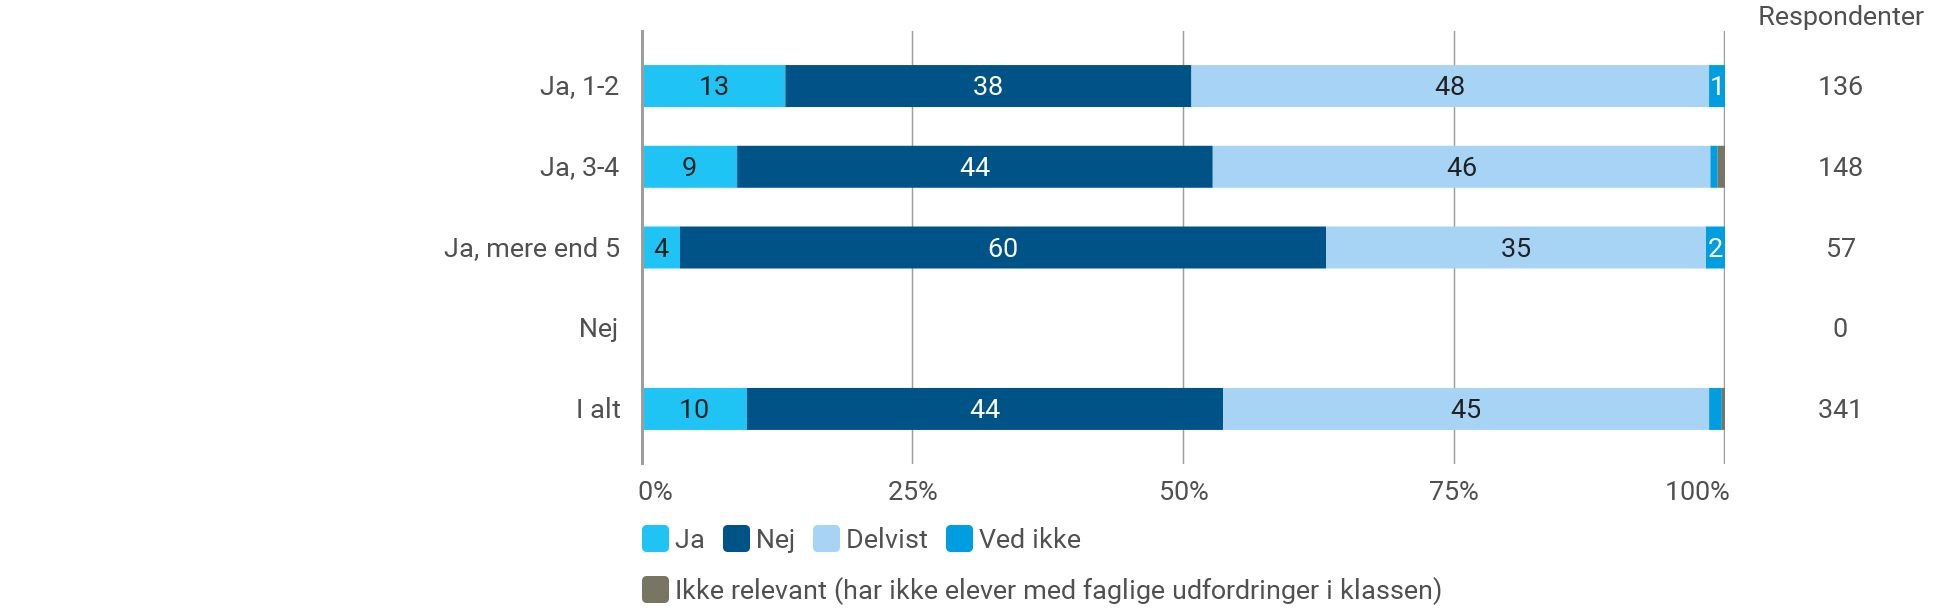 Respondenter
Ja, 1-2 13 38 48 1 136
Ja, 3-4 9 44 46 148
Ja, mere end 5 4 60 35 2 57
Nej 0
I alt 10 44 45 341
0% 25% 50% 75% 100%
Ja Nej Delvist Ved ikke
Ikke relevant (har ikke elever med faglige udfordringer i klassen)